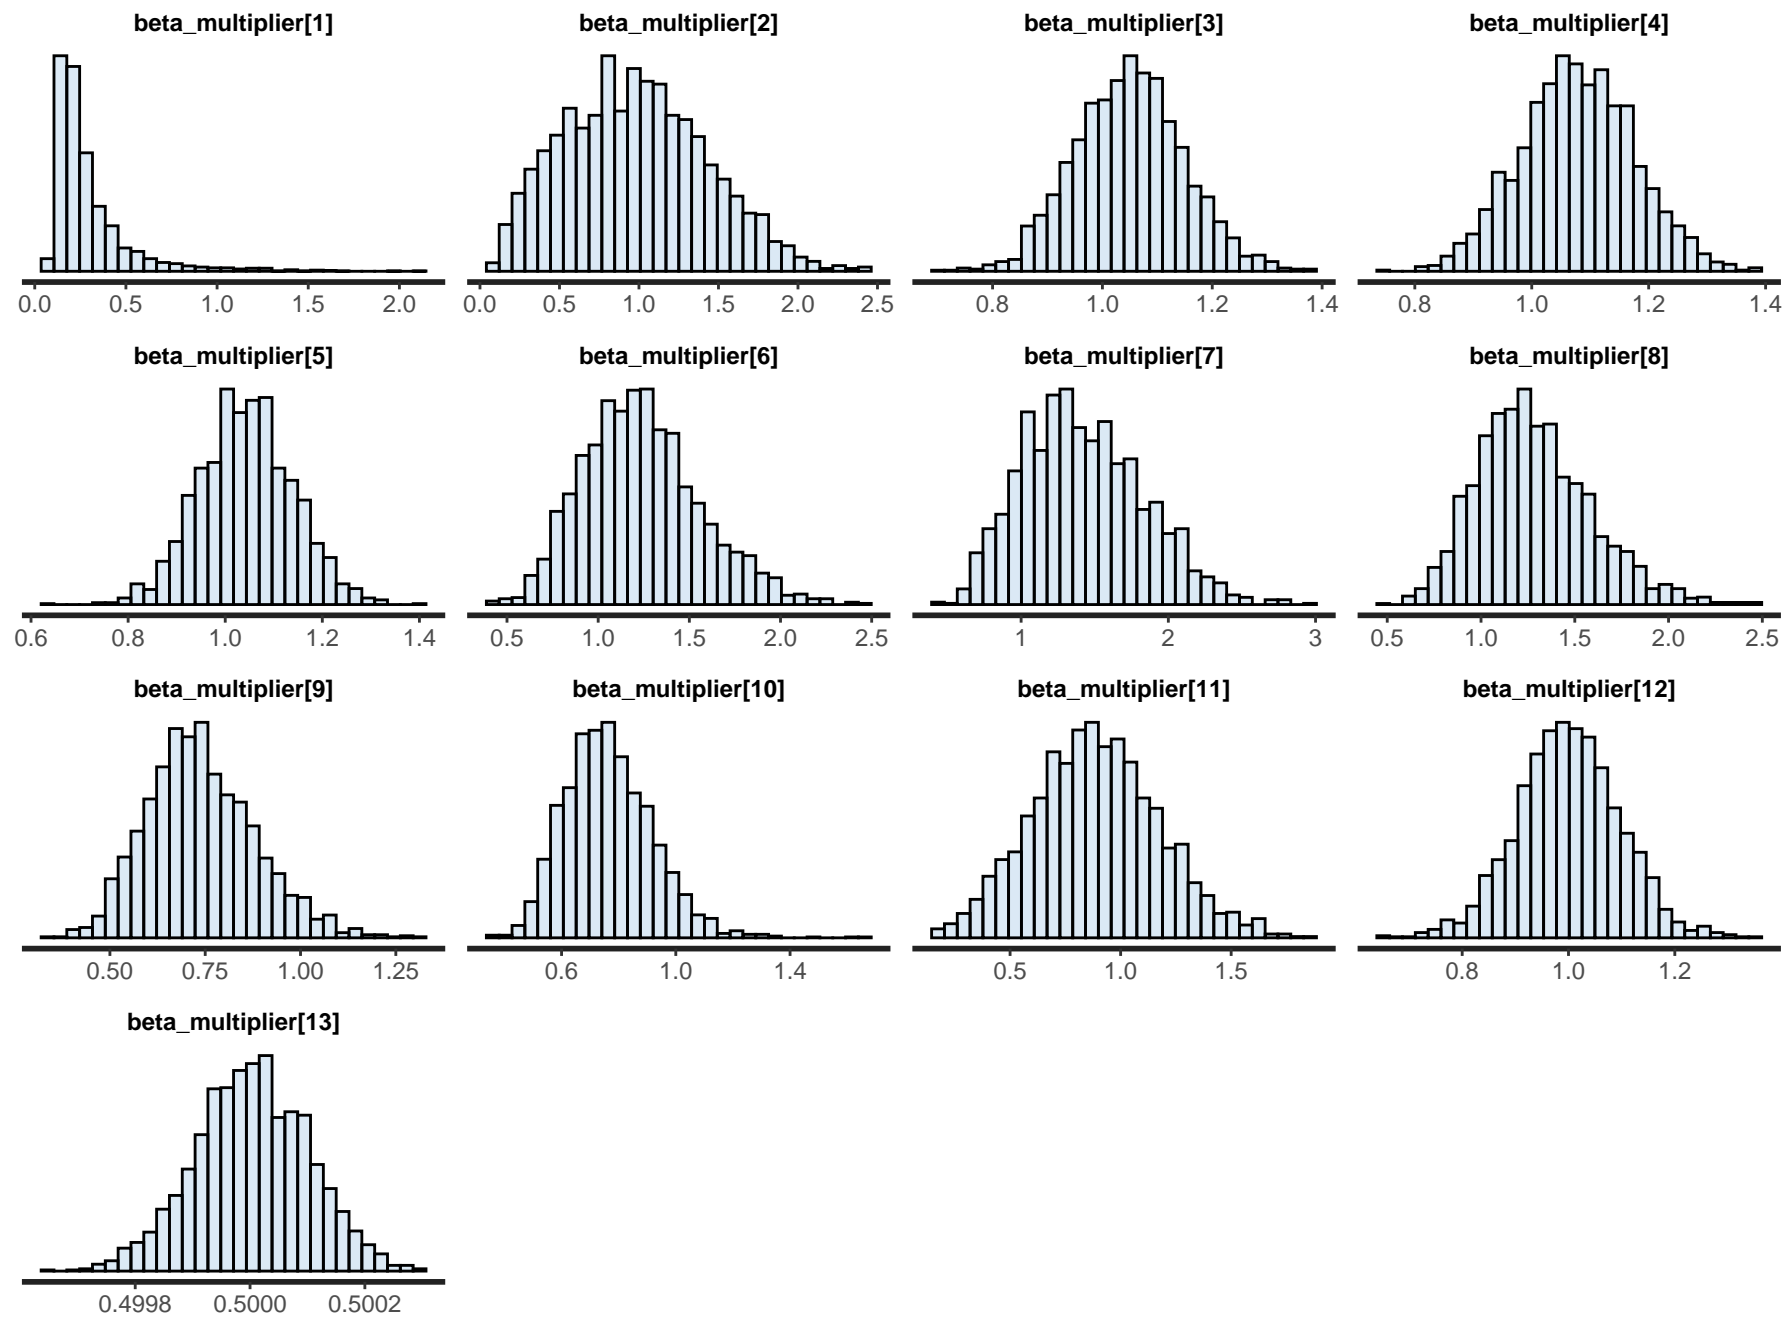 beta_multiplier[1] beta_multiplier[2] beta_multiplier[3] beta_multiplier[4]
0.0 0.5 1.0 1.5 2.0 0.0 0.5 1.0 1.5 2.0 2.5 0.8 1.0 1.2 1.4 0.8 1.0 1.2 1.4
beta_multiplier[5] beta_multiplier[6] beta_multiplier[7] beta_multiplier[8]
0.6 0.8 1.0 1.2 1.4 0.5 1.0 1.5 2.0 2.5 1 2 3 0.5 1.0 1.5 2.0 2.5
beta_multiplier[9] beta_multiplier[10] beta_multiplier[11] beta_multiplier[12]
0.50 0.75 1.00 1.25 0.6 1.0 1.4 0.5 1.0 1.5 0.8 1.0 1.2
beta_multiplier[13]
0.4998 0.5000 0.5002